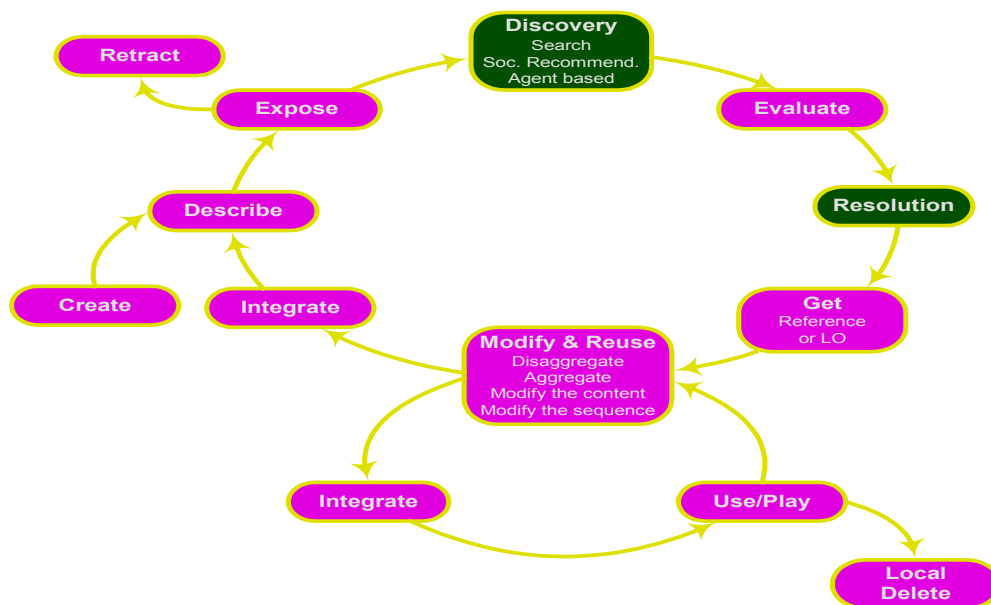 Discovery
Search
Soc. Recommend.
Agent based
Retract
Expose
Evaluate
Describe
Resolution
Create
Integrate
Get
Reference
or LO
Modify & Reuse
Disaggregate
Aggregate
Modify the content
Modify the sequence
Integrate
Use/Play
Local
Delete